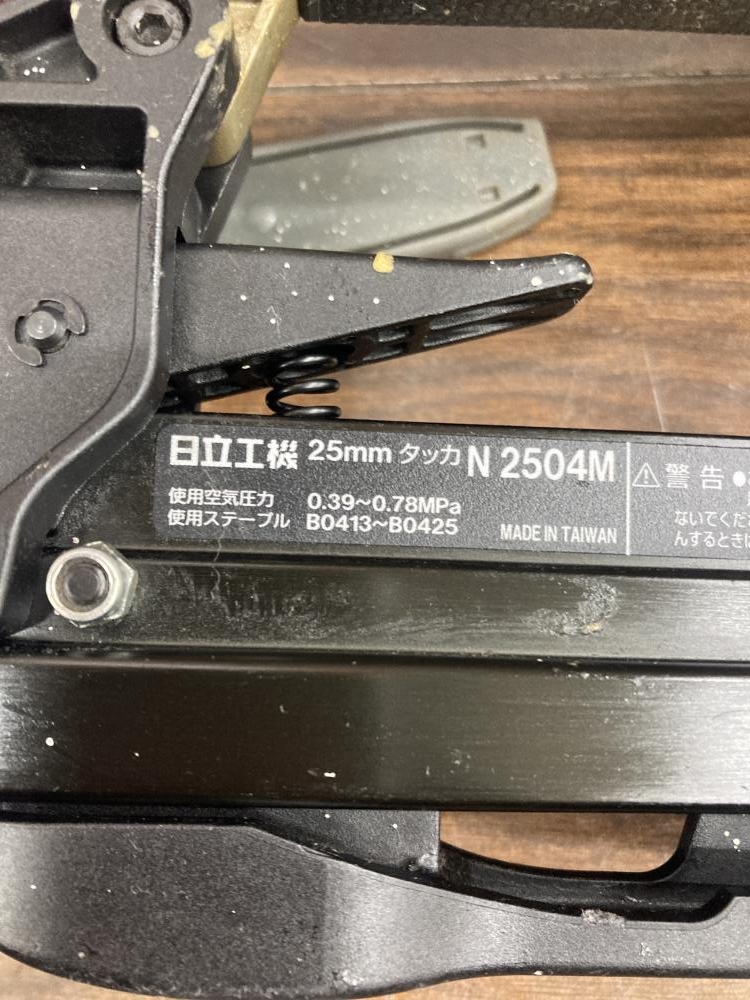 日立工機 25mm タッカ N 2504M
使用空気圧力 0.39~0.78MPa
使用ステープル B0413~B0425
MADE IN TAIWAN
⚠警告●
ないでくだ
んするときに